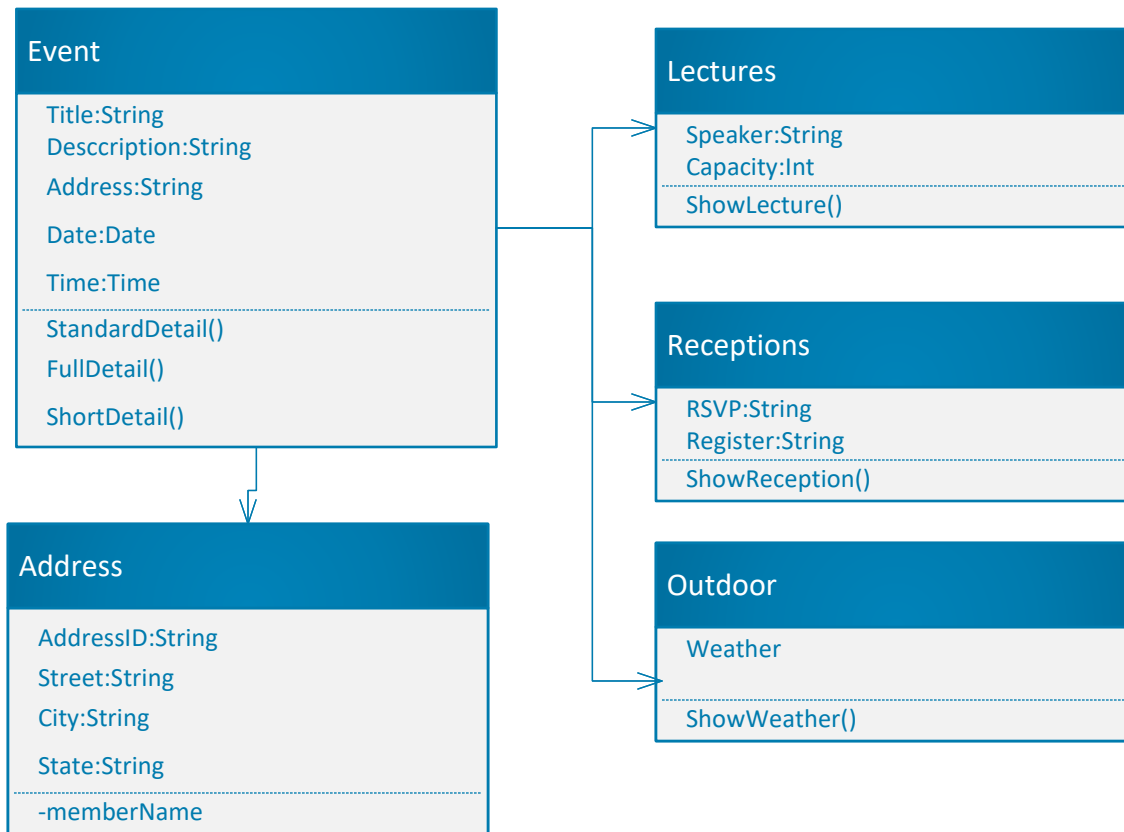 Event
Title:String
Desccription:String
Address:String
Date:Date
Time:Time
StandardDetail()
FullDetail()
ShortDetail()
Address
AddressID:String
Street:String
City:String
State:String
-memberName
Lectures
Speaker:String
Capacity:Int
ShowLecture()
Receptions
RSVP:String
Register:String
ShowReception()
Outdoor
Weather
ShowWeather()